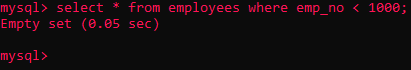 mysql> select * from employees where emp_no < 1000;
Empty set (0.05 sec)
mysql>